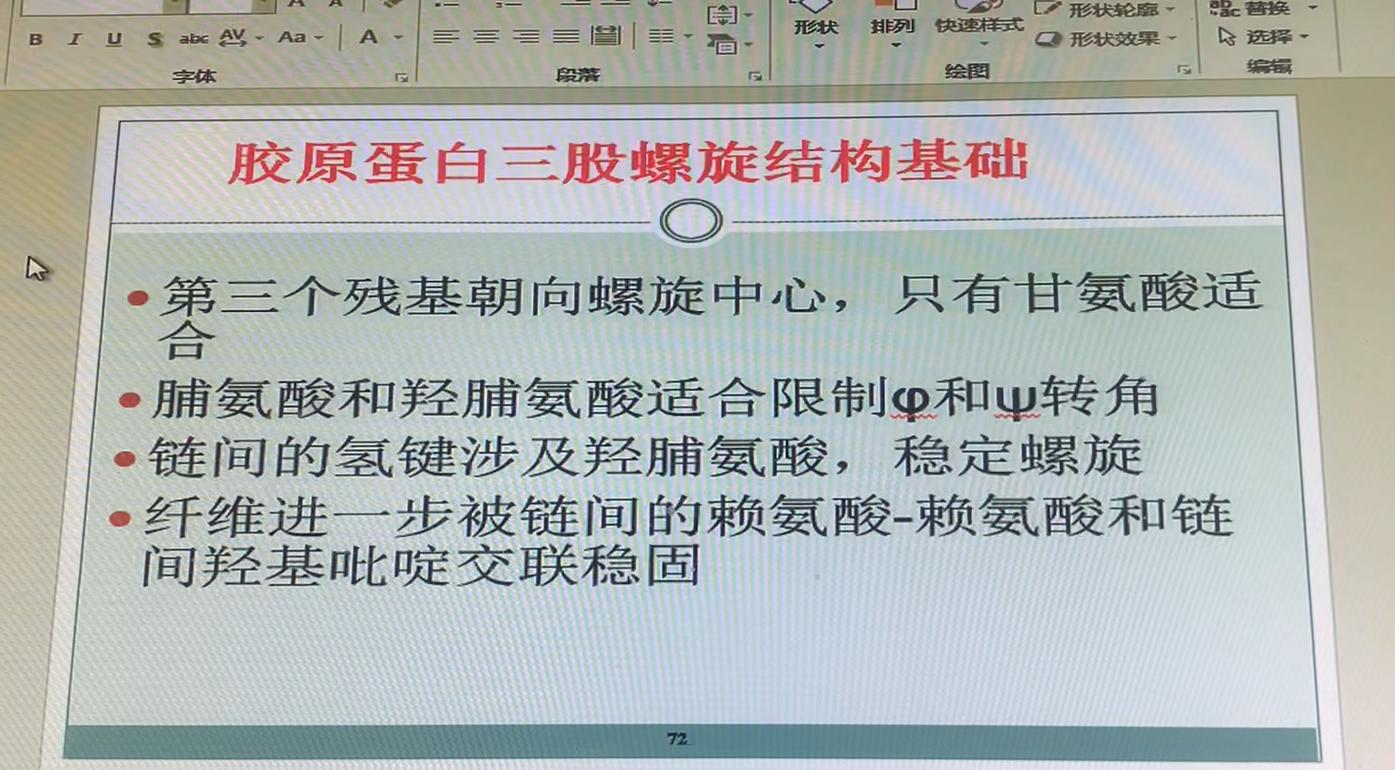 B I U S abc AV Aa A
形状 排列 快速样式 形状轮廓 替换
形状效果 选择
字体 段落 绘图 编辑
胶原蛋白三股螺旋结构基础
第三个残基朝向螺旋中心，只有甘氨酸适
合
脯氨酸和羟脯氨酸适合限制φ和ψ转角
链间的氢键涉及羟脯氨酸，稳定螺旋
纤维进一步被链间的赖氨酸-赖氨酸和链
间羟基吡啶交联稳固
72